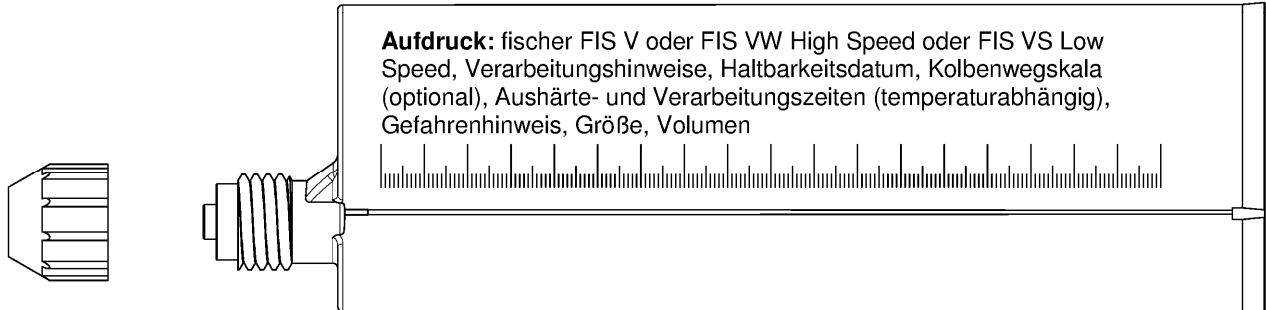 Aufdruck: fischer FIS V oder FIS VW High Speed oder FIS VS Low
Speed, Verarbeitungshinweise, Haltbarkeitsdatum, Kolbenwegskala
(optional), Aushärte- und Verarbeitungszeiten (temperaturabhängig),
Gefahrenhinweis, Größe, Volumen